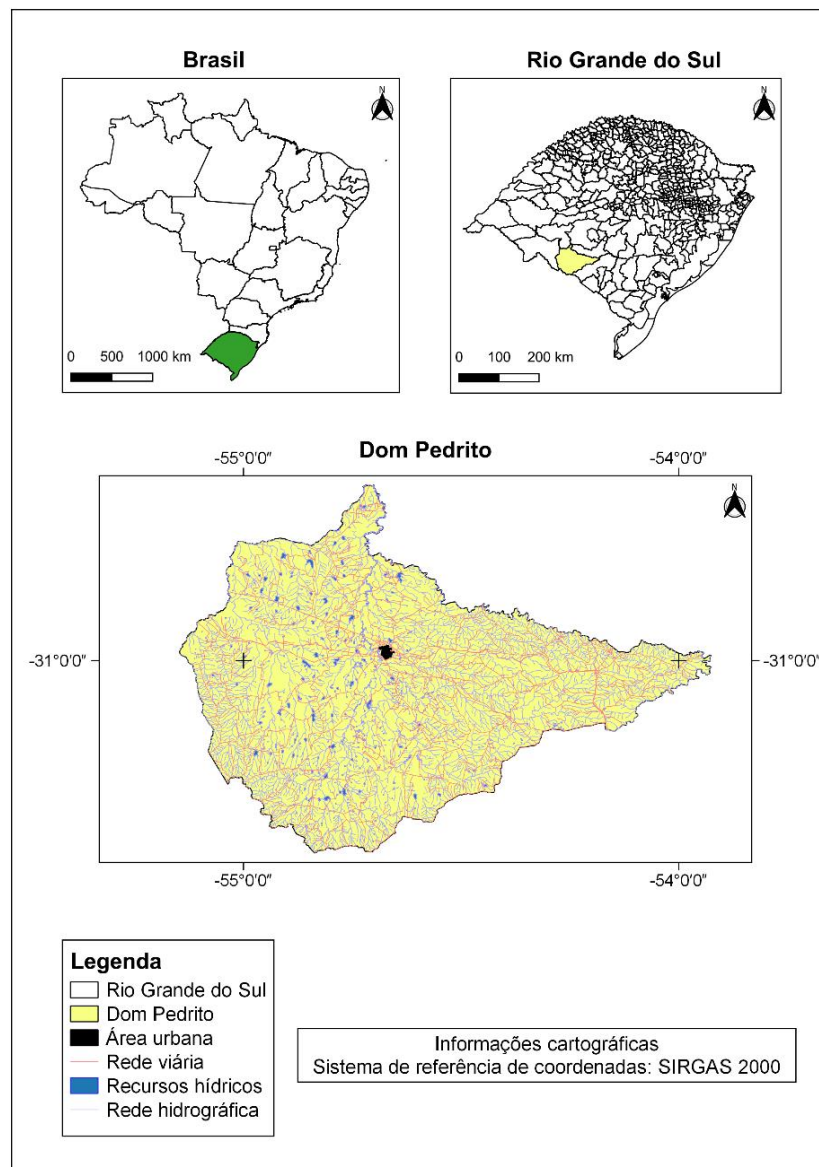 Brasil
N
0 500 1000 km
Rio Grande do Sul
N
0 100 200 km
Dom Pedrito
-55°0'0" -54°0'0"
N
-31°0'0" -31°0'0"
-55°0'0" -54°0'0"
Legenda
Rio Grande do Sul
Dom Pedrito
Área urbana
Rede viária
Recursos hídricos
Rede hidrográfica
Informações cartográficas
Sistema de referência de coordenadas: SIRGAS 2000